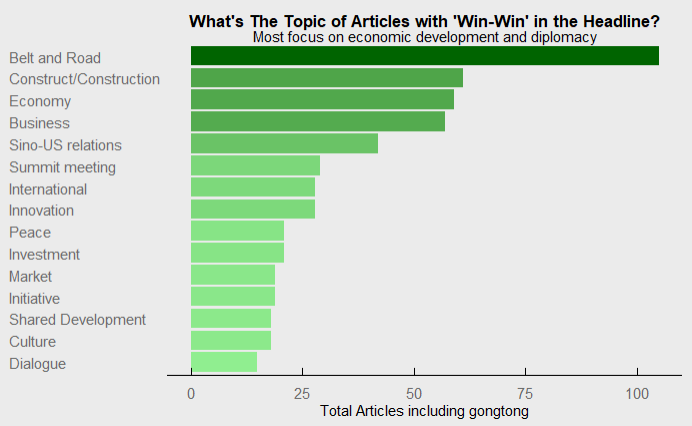 What's The Topic of Articles with 'Win-Win' in the Headline?
Most focus on economic development and diplomacy
Belt and Road
Construct/Construction
Economy
Business
Sino-US relations
Summit meeting
International
Innovation
Peace
Investment
Market
Initiative
Shared Development
Culture
Dialogue
0 25 50 75 100
Total Articles including gongtong